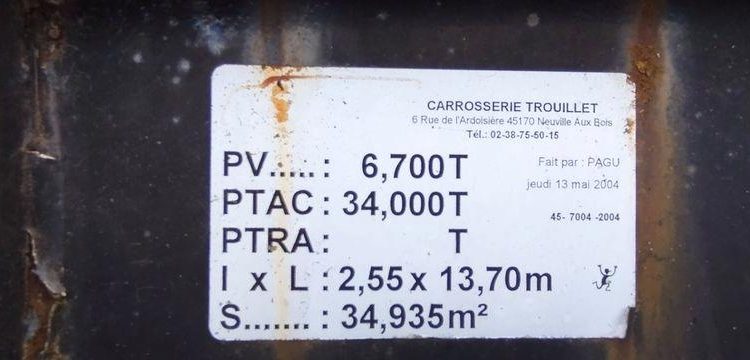 CARROSSERIE TROUILLET
6 Rue de l'Ardoisière 45170 Neuville Aux Bois
Tél.: 02-38-75-50-15
PV.....: 6,700T
Fait par : PAGU
jeudi 13 mai 2004
PTAC: 34,000T
45- 7004 -2004
PTRA: T
l x L: 2,55 x 13,70m
S.......: 34,935m²